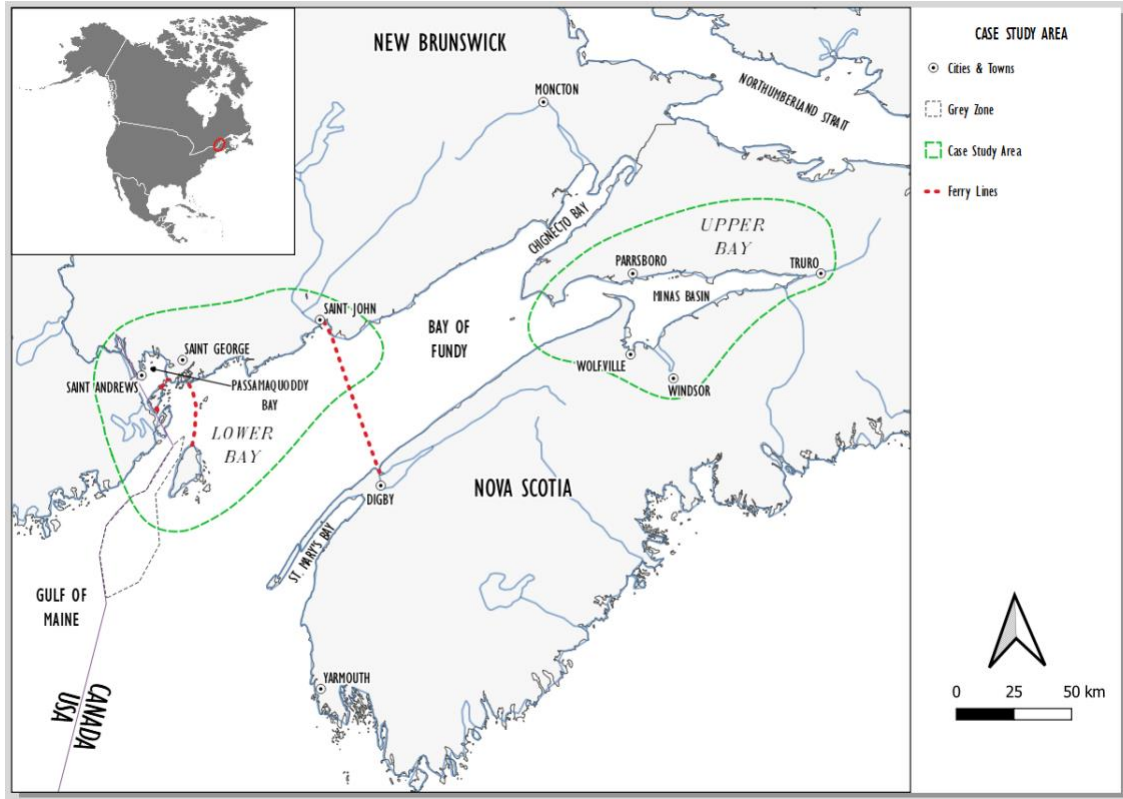 NEW BRUNSWICK
MONCTON
NORTHUMBERLAND STRAIT
CHIGNECTO BAY
UPPER
BAY
PARRSBORO
TRURO
MINAS BASIN
SAINT JOHN
BAY OF
FUNDY
SAINT GEORGE
SAINT ANDREWS
PASSAMAQUODDY
BAY
WOLFVILLE
WINDSOR
LOWER
BAY
DIGBY
NOVA SCOTIA
ST. MARY'S BAY
GULF OF
MAINE
YARMOUTH
CANADA
USA
CASE STUDY AREA
Cities & Towns
Grey Zone
Case Study Area
Ferry Lines
0 25 50 km